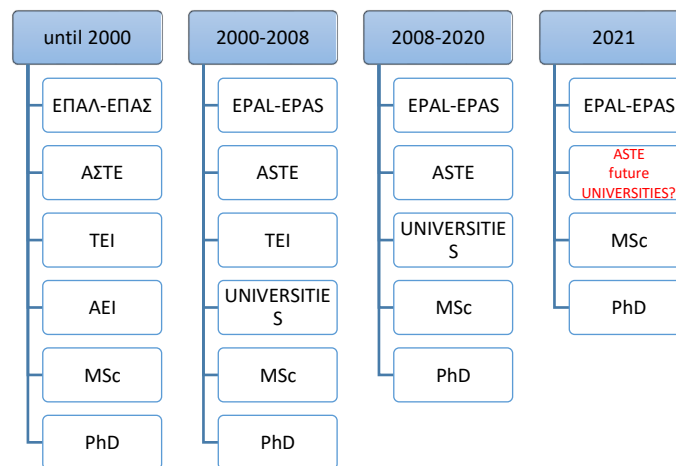 until 2000
ΕΠΑΛ-ΕΠΑΣ
ΑΣΤΕ
ΤΕΙ
ΑΕΙ
MSc
PhD
2000-2008
EPAL-EPAS
ASTE
TEI
UNIVERSITIE
S
MSc
PhD
2008-2020
EPAL-EPAS
ASTE
UNIVERSITIE
S
MSc
PhD
2021
EPAL-EPAS
ASTE
future
UNIVERSITIES?
MSc
PhD